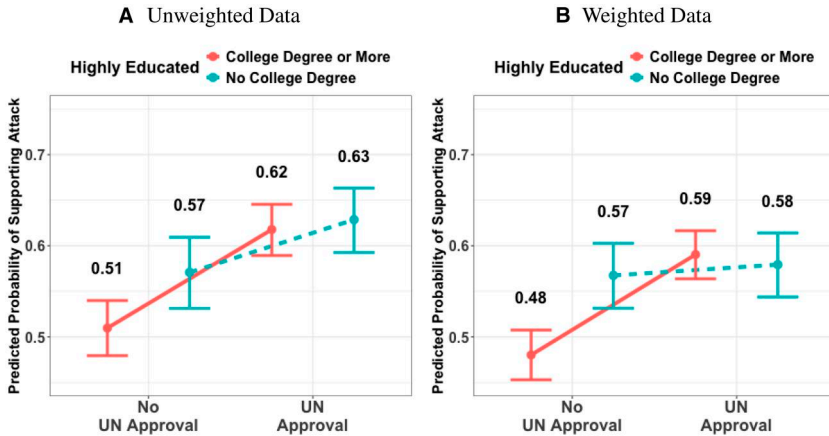 A Unweighted Data
Highly Educated
College Degree or More
No College Degree
Predicted Probability of Supporting Attack
0.7
0.6
0.5
0.51
0.57
0.62
0.63
No
UN Approval
UN
Approval
B Weighted Data
Highly Educated
College Degree or More
No College Degree
Predicted Probability of Supporting Attack
0.7
0.6
0.5
0.48
0.57
0.59
0.58
No
UN Approval
UN
Approval